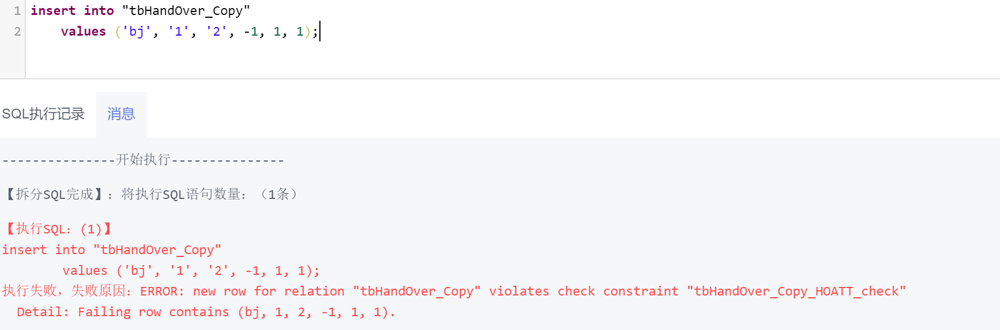 1 insert into "tbHandOver_Copy"
2 values ('bj', '1', '2', -1, 1, 1);
SQL执行记录 消息
---------------开始执行---------------
【拆分SQL完成】：将执行SQL语句数量：（1条）
【执行SQL：(1)】
insert into "tbHandOver_Copy"
values ('bj', '1', '2', -1, 1, 1);
执行失败，失败原因：ERROR: new row for relation "tbHandOver_Copy" violates check constraint "tbHandOver_Copy_HOATT_check"
Detail: Failing row contains (bj, 1, 2, -1, 1, 1).